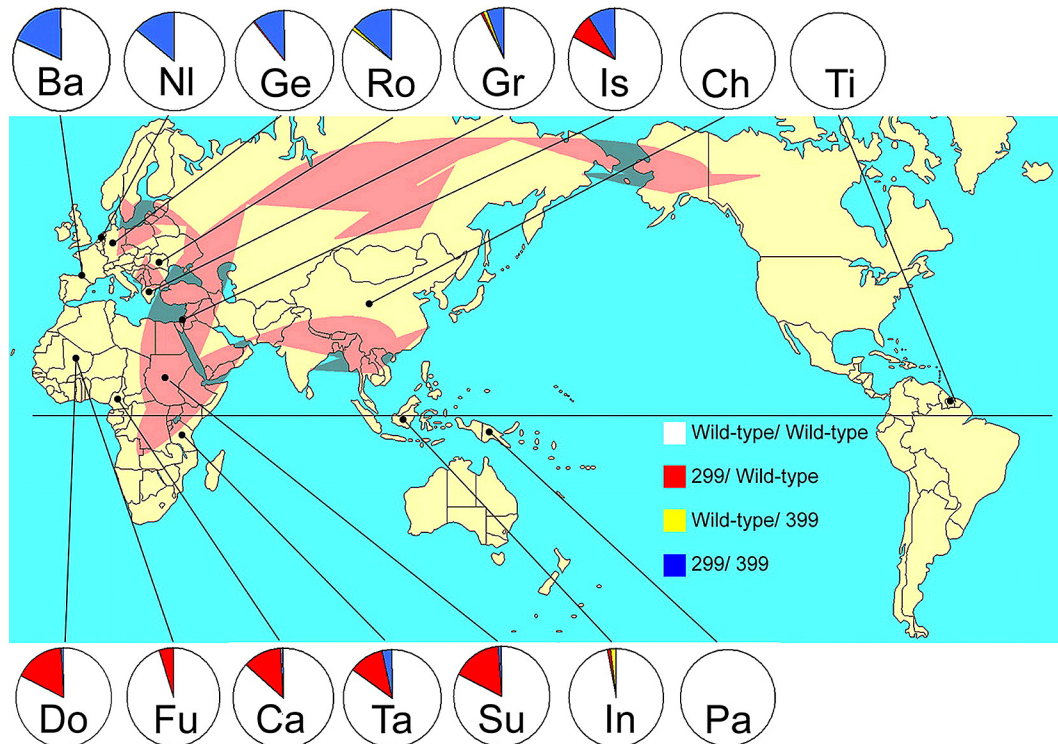 Ba Nl Ge Ro Gr Is Ch Ti
Wild-type/ Wild-type
299/ Wild-type
Wild-type/ 399
299/ 399
Do Fu Ca Ta Su In Pa